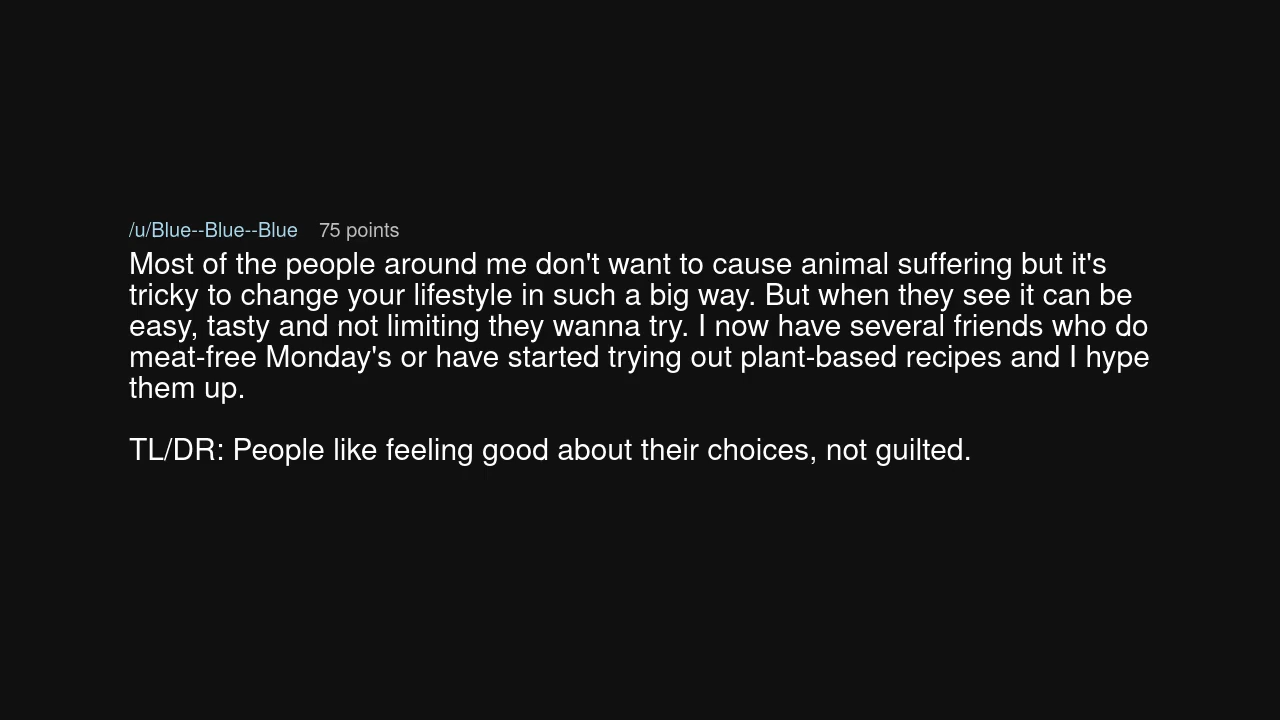 /u/Blue--Blue--Blue 75 points
Most of the people around me don't want to cause animal suffering but it's
tricky to change your lifestyle in such a big way. But when they see it can be
easy, tasty and not limiting they wanna try. I now have several friends who do
meat-free Monday's or have started trying out plant-based recipes and I hype
them up.
TL/DR: People like feeling good about their choices, not guilted.